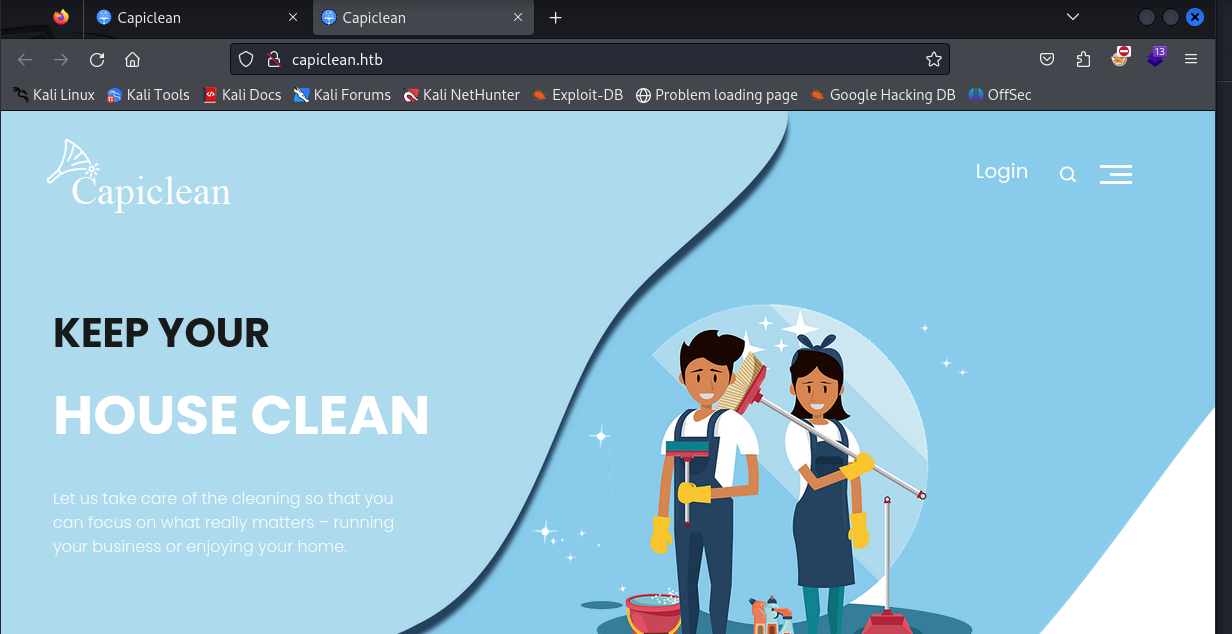 Capiclean
Capiclean
capiclean.htb
13
Kali Linux
Kali Tools
Kali Docs
Kali Forums
Kali NetHunter
Exploit-DB
Problem loading page
Google Hacking DB
OffSec
Capiclean
Login
KEEP YOUR
HOUSE CLEAN
Let us take care of the cleaning so that you
can focus on what really matters – running
your business or enjoying your home.